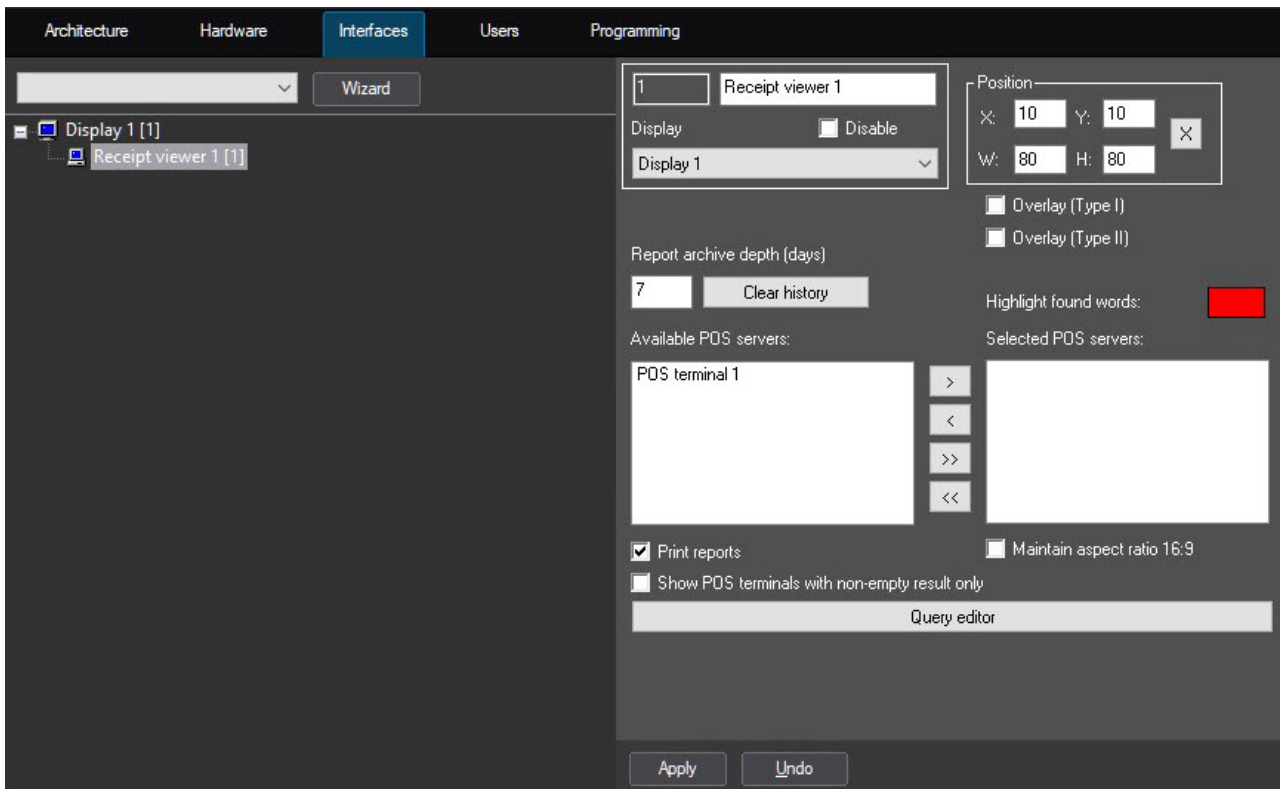 Architecture Hardware Interfaces Users Programming
Wizard
Display 1 [1]
Receipt viewer 1 [1]
1 Receipt viewer 1
Display Disable
Display 1
Position
X: 10 Y: 10
X
W: 80 H: 80
Overlay (Type I)
Overlay (Type II)
Report archive depth (days)
7 Clear history
Highlight found words:
Available POS servers:
POS terminal 1
>
<
>>
<<
Selected POS servers:
Print reports
Maintain aspect ratio 16:9
Show POS terminals with non-empty result only
Query editor
Apply Undo